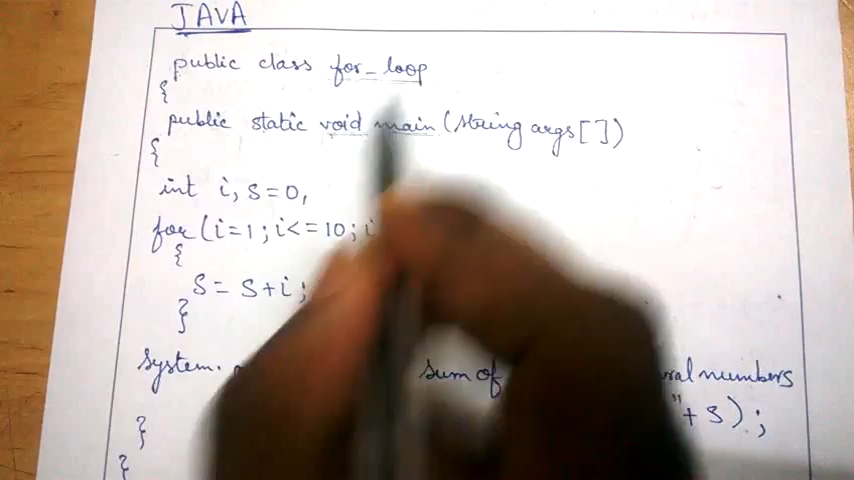 JAVA
public class for_loop
{
public static void main(string args[])
{
int i, s=0,
for(i=1; i<=10; i
{
S = S+i;
}
System. sum of numbers
" + s);
}
{